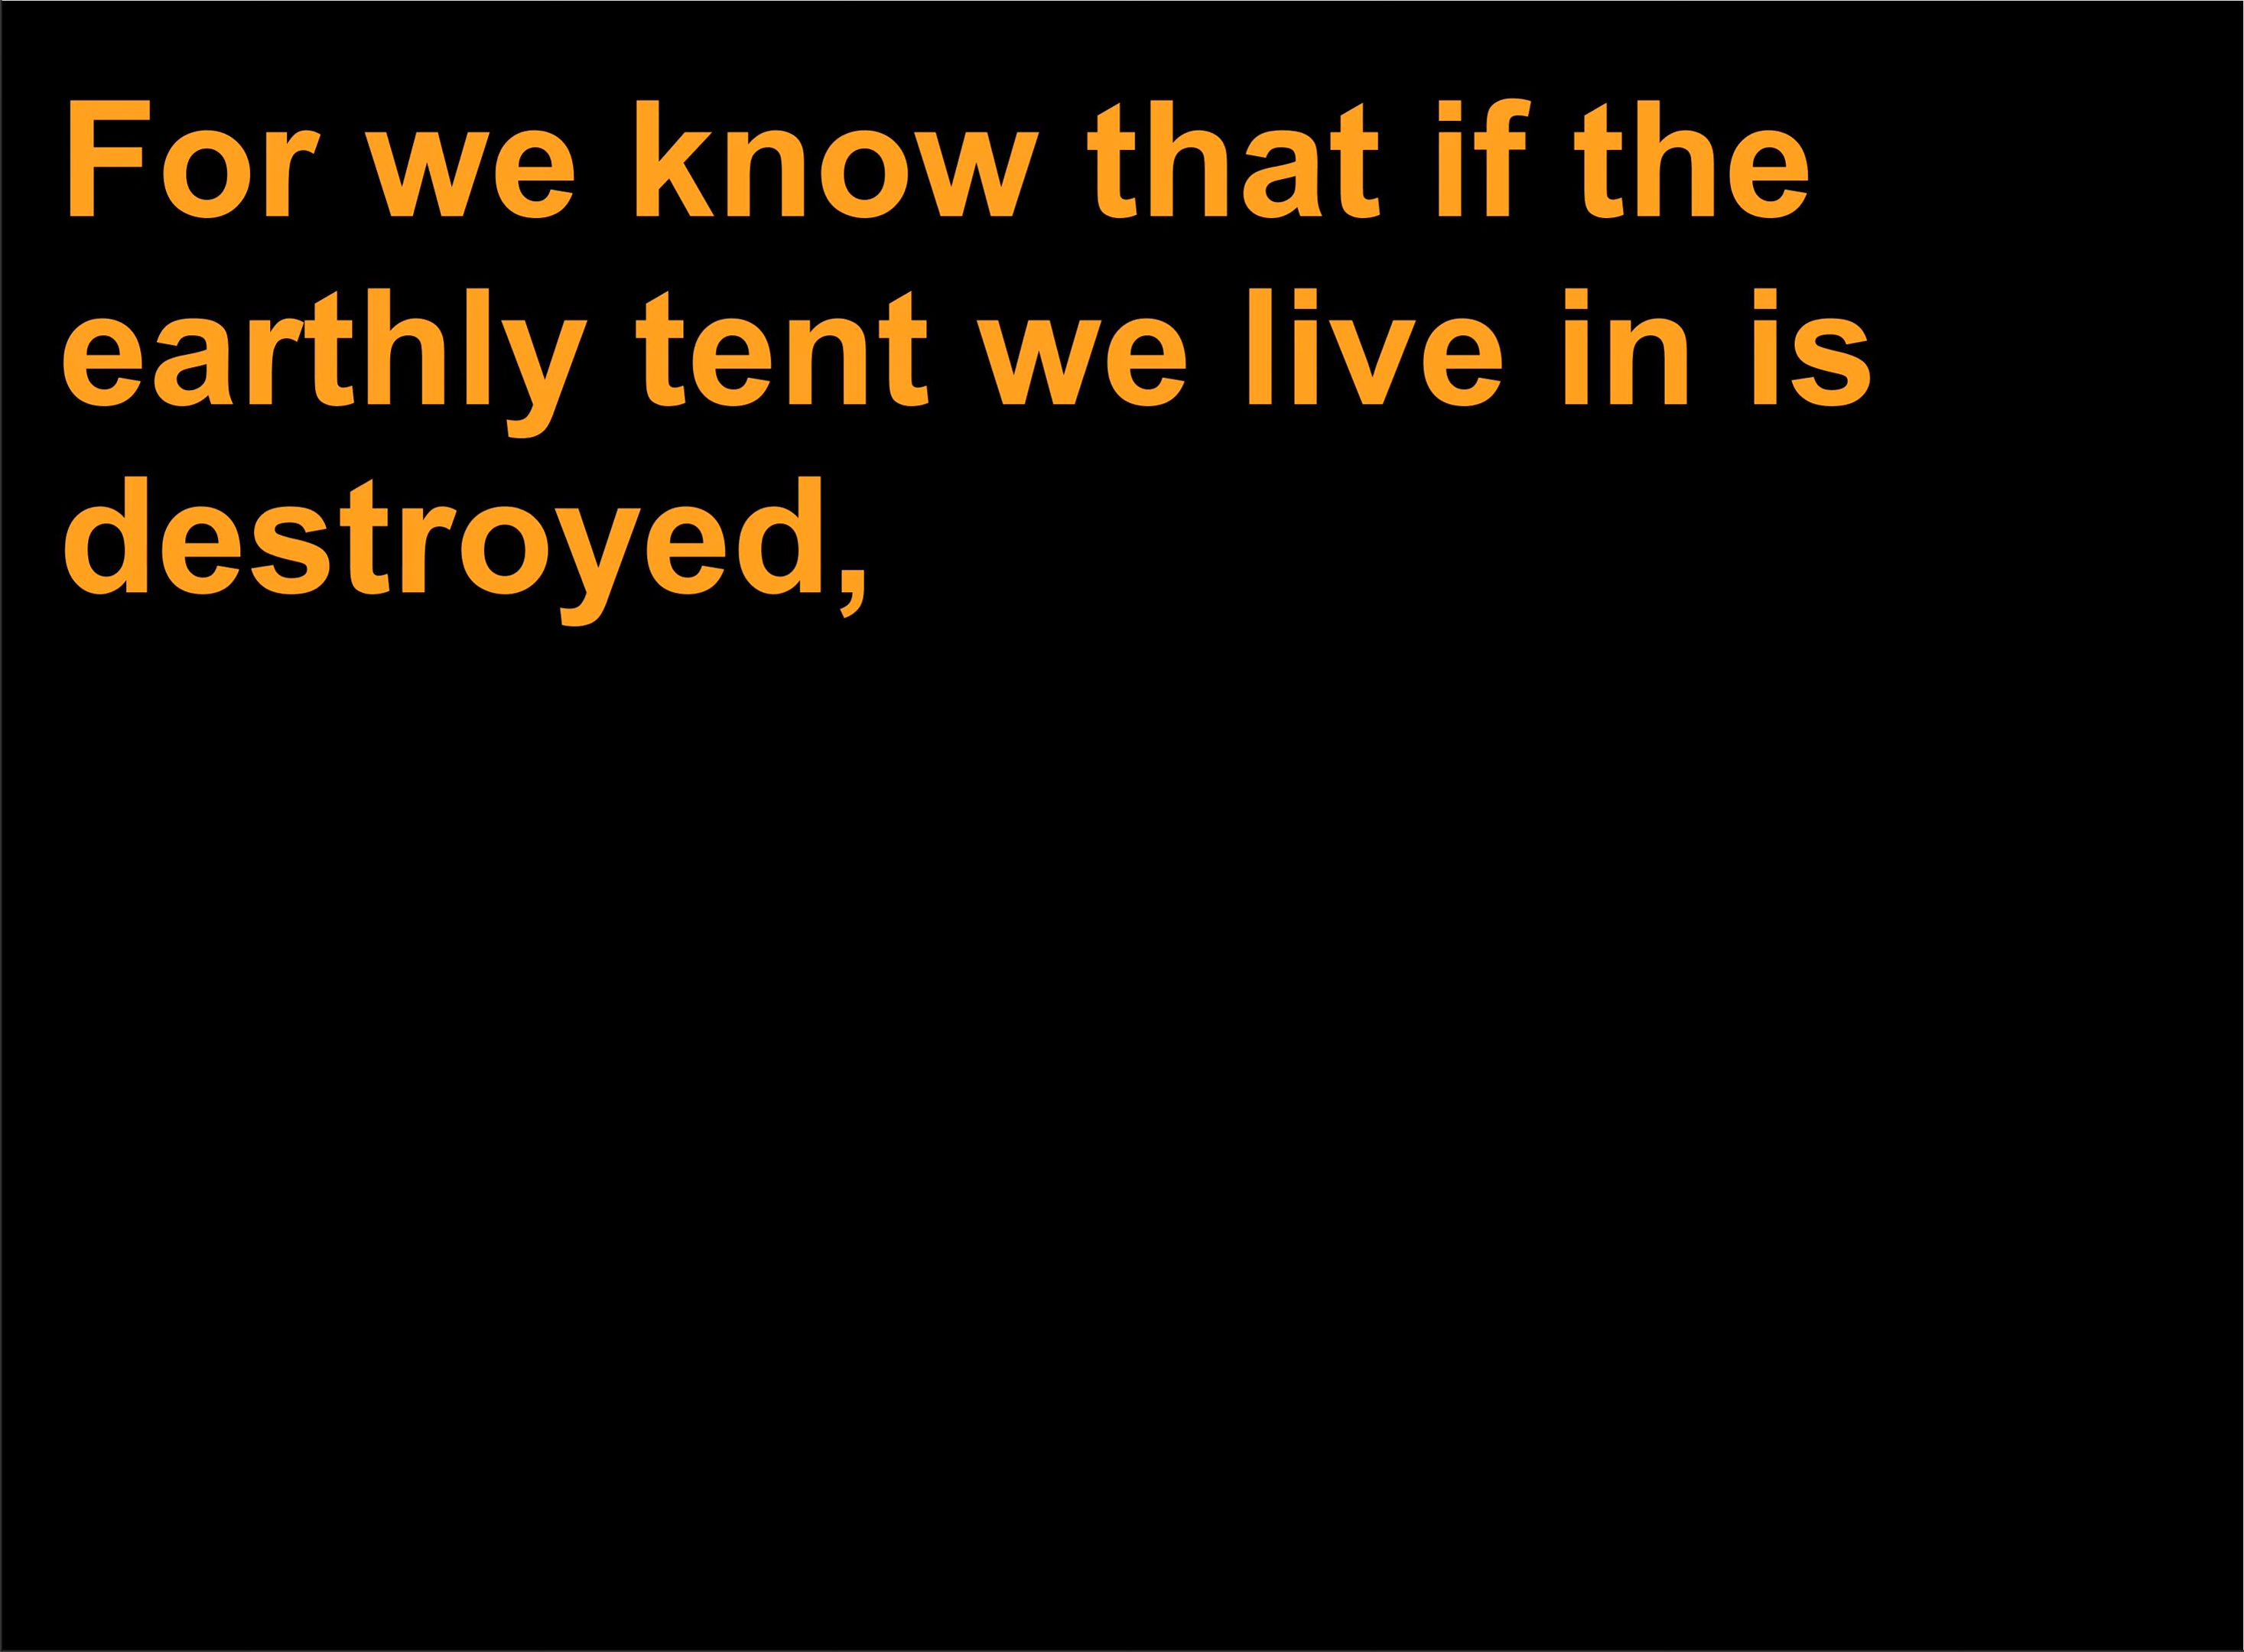 For we know that if the
earthly tent we live in is
destroyed,